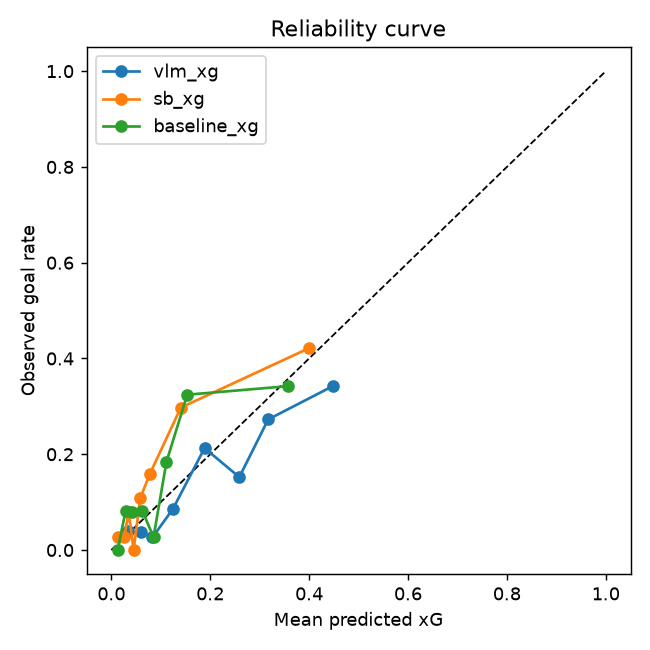 Reliability curve
vlm_xg
sb_xg
baseline_xg
1.0
0.8
0.6
0.4
0.2
0.0
Observed goal rate
0.0 0.2 0.4 0.6 0.8 1.0
Mean predicted xG